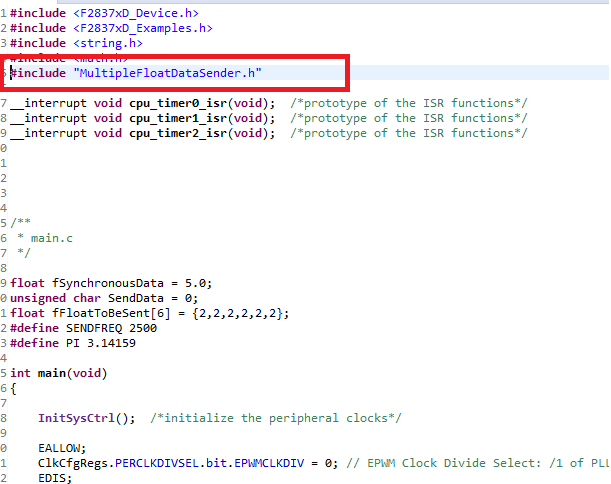 1 #include <F2837xD_Device.h>
2 #include <F2837xD_Examples.h>
3 #include <string.h>
#include <math.h>
#include "MultipleFloatDataSender.h"
7 __interrupt void cpu_timer0_isr(void);  /*prototype of the ISR functions*/
8 __interrupt void cpu_timer1_isr(void);  /*prototype of the ISR functions*/
9 __interrupt void cpu_timer2_isr(void);  /*prototype of the ISR functions*/
0
1
2
3
4
5 /**
6  * main.c
7  */
8
9 float fSynchronousData = 5.0;
0 unsigned char SendData = 0;
1 float fFloatToBeSent[6] = {2,2,2,2,2,2};
2 #define SENDFREQ 2500
3 #define PI 3.14159
4
5 int main(void)
6 {
7
8     InitSysCtrl();  /*initialize the peripheral clocks*/
9
0     EALLOW;
1     ClkCfgRegs.PERCLKDIVSEL.bit.EPWMCLKDIV = 0; // EPWM Clock Divide Select: /1 of PLL
2     EDIS;